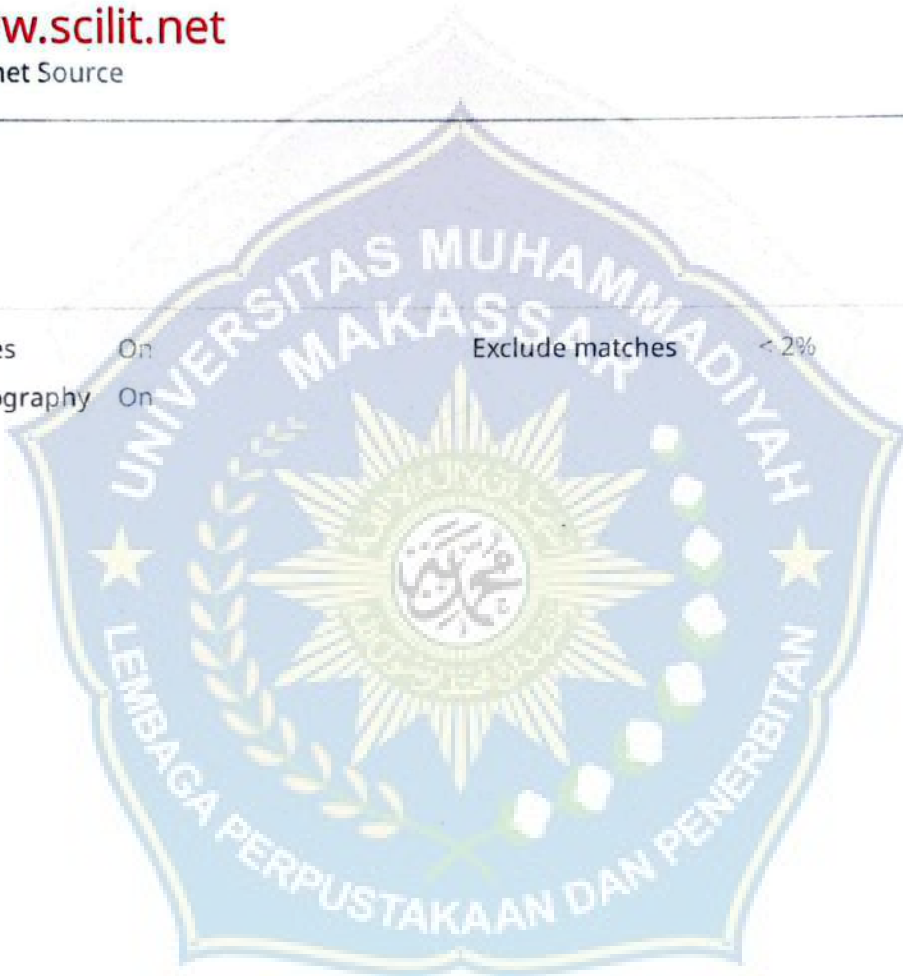 w.scilit.net
net Source
es On Exclude matches < 2%
ography On
UNIVERSITAS MUHAMMADIYAH
MAKASSAR
LEMBAGA PERPUSTAKAAN DAN PENERBITAN